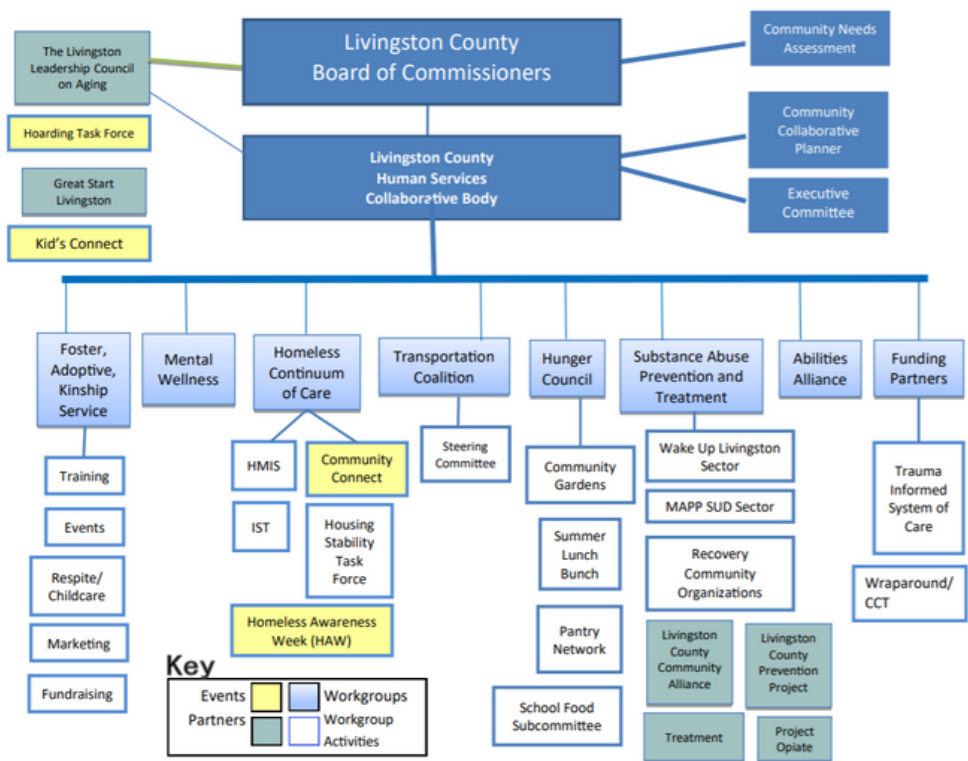 The Livingston
Leadership Council
on Aging
Hoarding Task Force
Great Start
Livingston
Kid's Connect
Livingston County
Board of Commissioners
Livingston County
Human Services
Collaborative Body
Community Needs
Assessment
Community
Collaborative
Planner
Executive
Committee
Foster,
Adoptive,
Kinship
Service
Training
Events
Respite/
Childcare
Marketing
Fundraising
Mental
Wellness
Homeless
Continuum
of Care
HMIS
IST
Community
Connect
Housing
Stability
Task
Force
Homeless Awareness
Week (HAW)
Transportation
Coalition
Steering
Committee
Hunger
Council
Community
Gardens
Summer
Lunch
Bunch
Pantry
Network
School Food
Subcommittee
Substance Abuse
Prevention and
Treatment
Wake Up Livingston
Sector
MAPP SUD Sector
Recovery
Community
Organizations
Livingston
County
Community
Alliance
Livingston
County
Prevention
Project
Treatment
Project
Opiate
Abilities
Alliance
Funding
Partners
Trauma
Informed
System of
Care
Wraparound/
CCT
Key
Events
Workgroups
Partners
Workgroup
Activities